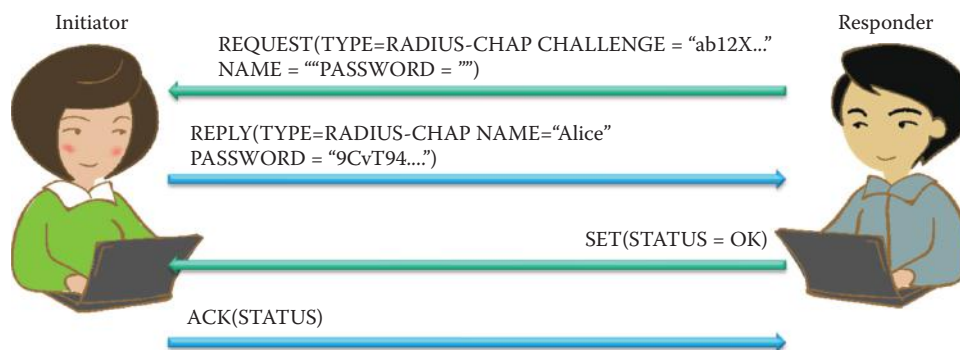 Initiator
Responder
REQUEST(TYPE=RADIUS-CHAP CHALLENGE = “ab12X...”
NAME = ““PASSWORD = ””)
REPLY(TYPE=RADIUS-CHAP NAME=“Alice”
PASSWORD = “9CvT94....”)
SET(STATUS = OK)
ACK(STATUS)